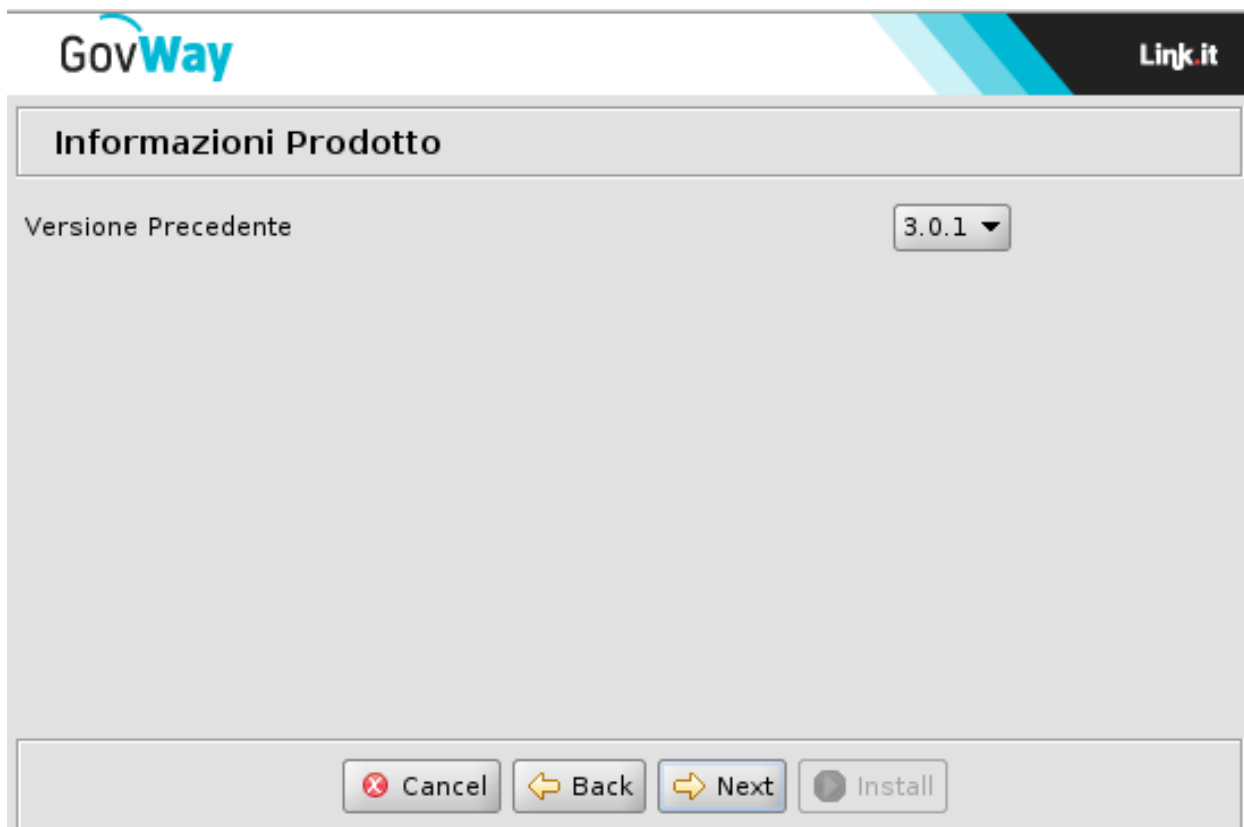 GovWay
Link.it
Informazioni Prodotto
Versione Precedente 3.0.1
Cancel Back Next Install